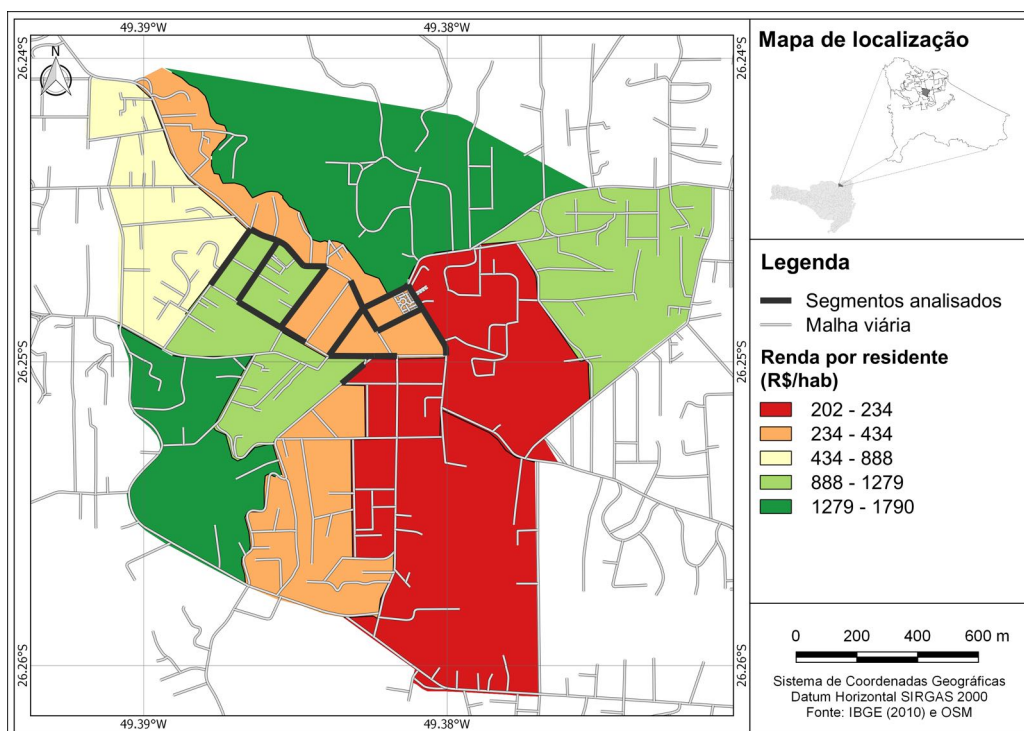 49.39°W
49.38°W
26.24°S
26.24°S
N
26.25°S
26.25°S
26.26°S
26.26°S
49.39°W
49.38°W
Mapa de localização
Legenda
Segmentos analisados
Malha viária
Renda por residente
(R$/hab)
202 - 234
234 - 434
434 - 888
888 - 1279
1279 - 1790
0 200 400 600 m
Sistema de Coordenadas Geográficas
Datum Horizontal SIRGAS 2000
Fonte: IBGE (2010) e OSM